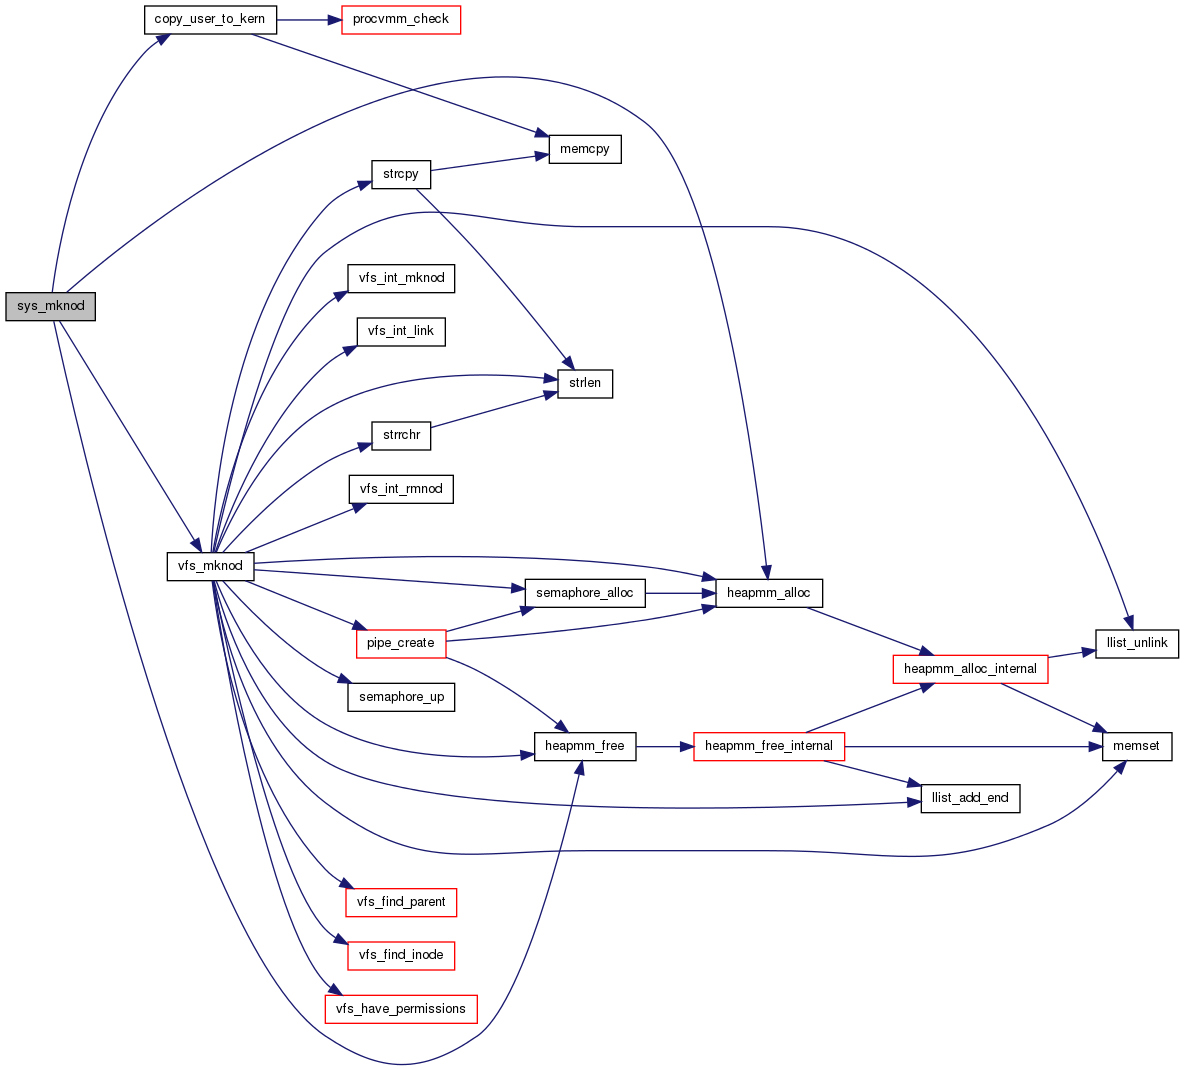 copy_user_to_kern
procvmm_check
memcpy
strcpy
vfs_int_mknod
sys_mknod
vfs_int_link
strlen
strrchr
vfs_int_rmnod
vfs_mknod
semaphore_alloc
heapmm_alloc
pipe_create
llist_unlink
heapmm_alloc_internal
semaphore_up
heapmm_free
heapmm_free_internal
memset
llist_add_end
vfs_find_parent
vfs_find_inode
vfs_have_permissions